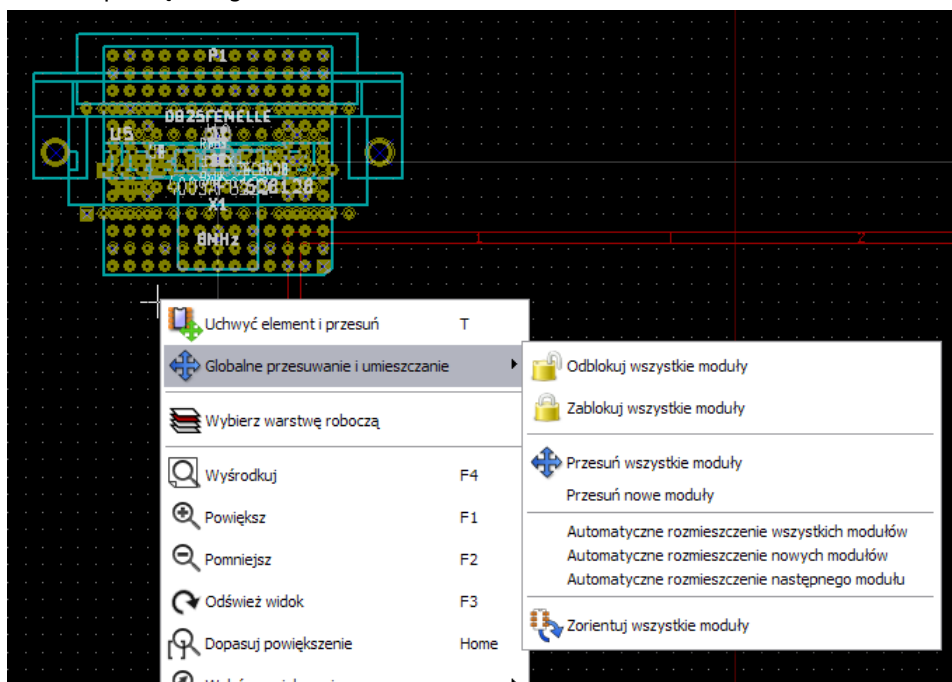 P1
DB25FEMELLE
U5
X1
8MHz
1
2
Uchwyć element i przesuń T
Globalne przesuwanie i umieszczanie
Wybierz warstwę roboczą
Wyśrodkuj F4
Powiększ F1
Pomniejsz F2
Odśwież widok F3
Dopasuj powiększenie Home
Odblokuj wszystkie moduły
Zablokuj wszystkie moduły
Przesuń wszystkie moduły
Przesuń nowe moduły
Automatyczne rozmieszczenie wszystkich modułów
Automatyczne rozmieszczenie nowych modułów
Automatyczne rozmieszczenie następnego modułu
Zorientuj wszystkie moduły